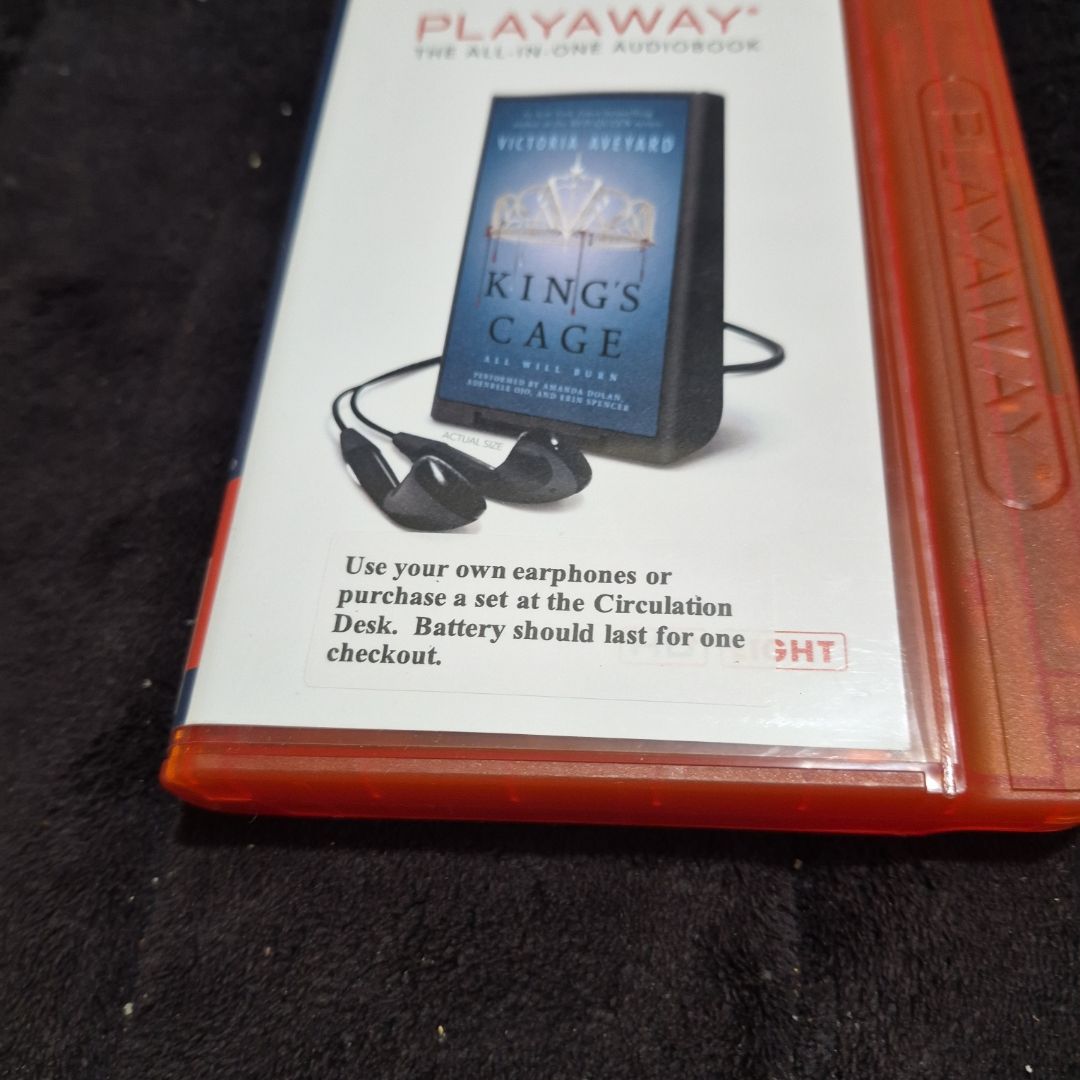 PLAYAWAY
THE ALL-IN-ONE AUDIOBOOK
VICTORIA AVEYARD
KING'S
CAGE
ALL WILL BURN
PERFORMED BY AMANDA DOLAN,
ADENRELE OJO, AND ERIN SPENCER
ACTUAL SIZE
Use your own earphones or
purchase a set at the Circulation
Desk. Battery should last for one
checkout.
IGHT
PLAYAWAY